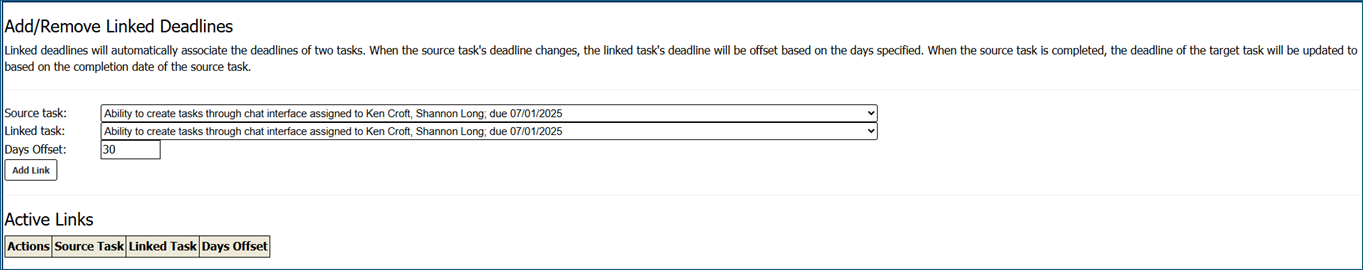 Add/Remove Linked Deadlines
Linked deadlines will automatically associate the deadlines of two tasks. When the source task's deadline changes, the linked task's deadline will be offset based on the days specified. When the source task is completed, the deadline of the target task will be updated to
based on the completion date of the source task.
Source task: Ability to create tasks through chat interface assigned to Ken Croft, Shannon Long; due 07/01/2025
Linked task: Ability to create tasks through chat interface assigned to Ken Croft, Shannon Long; due 07/01/2025
Days Offset: 30
Add Link
Active Links
Actions Source Task Linked Task Days Offset